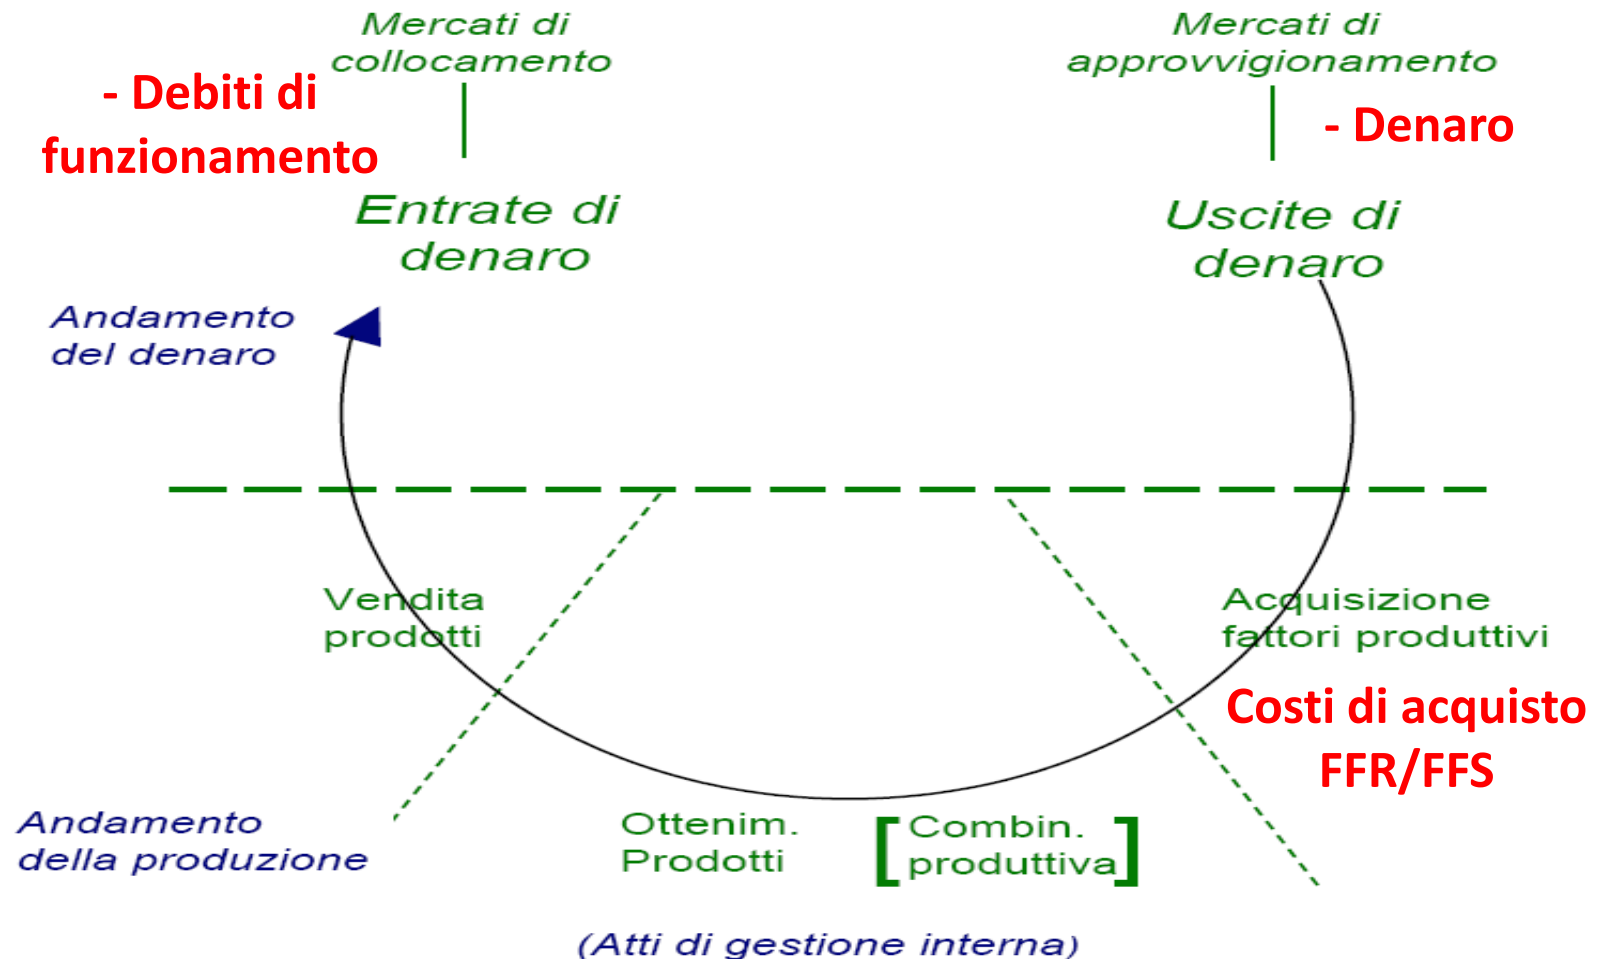 Mercati di
collocamento
Mercati di
approvvigionamento
- Debiti di
funzionamento
- Denaro
Entrate di
denaro
Uscite di
denaro
Andamento
del denaro
Vendita
prodotti
Acquisizione
fattori produttivi
Costi di acquisto
FFR/FFS
Andamento
della produzione
Ottenim.
Prodotti
[Combin.
produttiva]
(Atti di gestione interna)